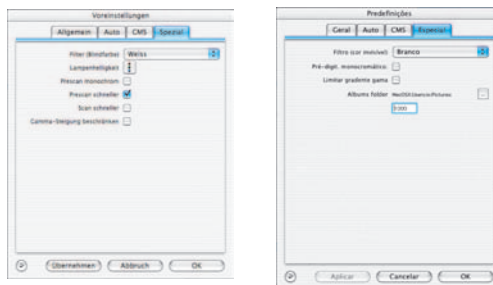 Voreinstellungen
Allgemein Auto CMS Spezial
Filter (Blindfarbe) Weiss
Lampenhelligkeit
Prescan monochrom
Prescan schneller
Scan schneller
Gamma-Steigung beschränken
Übernehmen Abbruch OK
Predefinições
Geral Auto CMS Especial
Filtro (cor invisível) Branco
Pré-digit. monocromático.
Limitar gradiente gama
Albums folder
Aplicar Cancelar OK